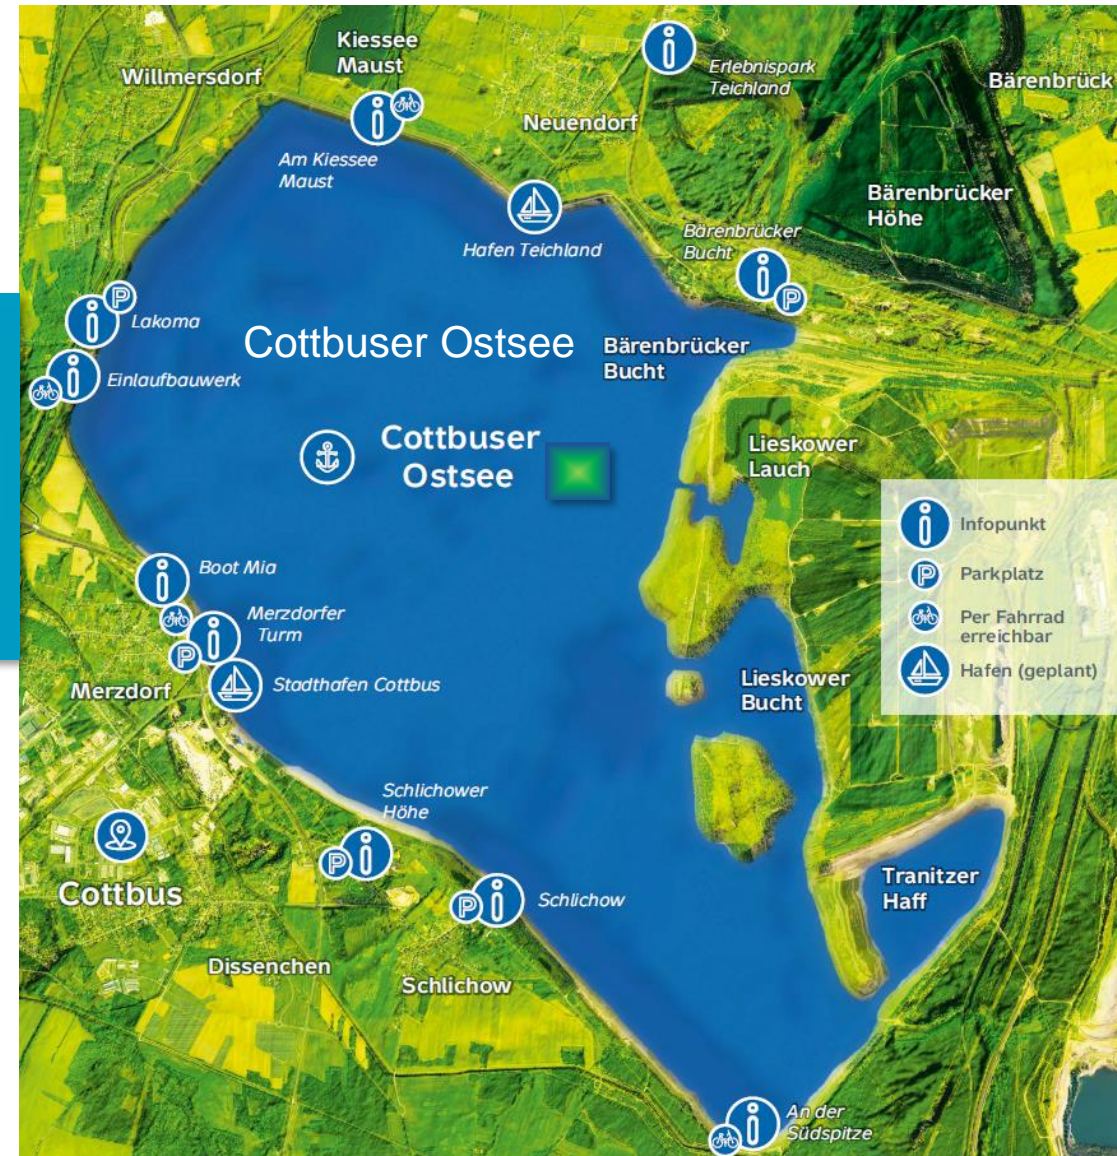 Kiessee
Maust
Willmersdorf
Erlebnispark
Teichland
Bärenbrück
Neuendorf
Am Kiessee
Maust
Bärenbrücker
Höhe
Hafen Teichland
Bärenbrücker
Bucht
P
P
Lakoma
Cottbuser Ostsee
Bärenbrücker
Bucht
Einlaufbauwerk
Cottbuser
Ostsee
Lieskower
Lauch
Infopunkt
P
Parkplatz
Per Fahrrad
erreichbar
Hafen (geplant)
Boot Mia
Merzdorfer
Turm
P
Merzdorf
Stadthafen Cottbus
Lieskower
Bucht
Schlichower
Höhe
P
Cottbus
P
Schlichow
Tranitzer
Haff
Dissenchen
Schlichow
An der
Südspitze